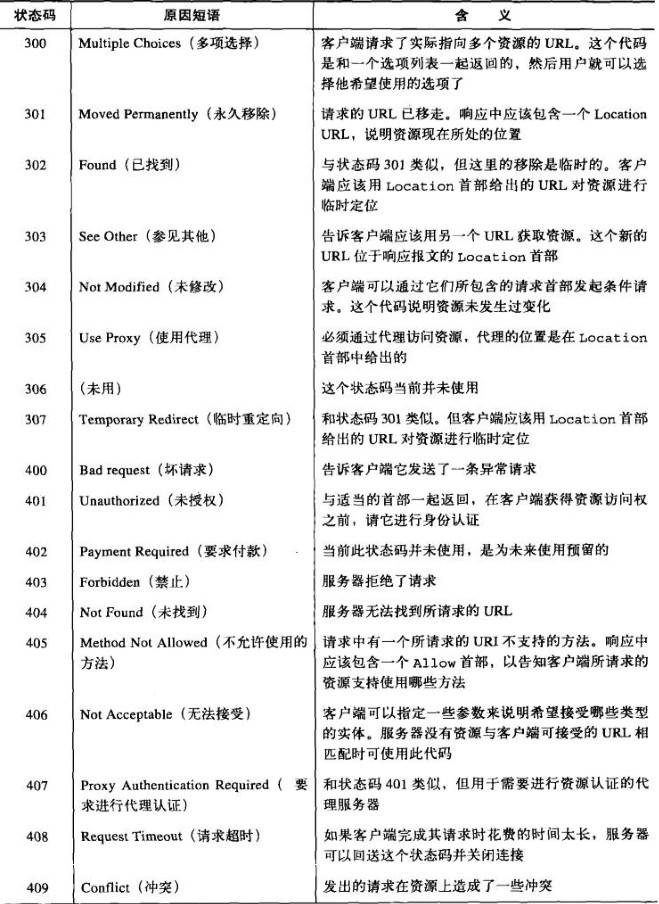 状态码 原因短语 含义
300 Multiple Choices（多项选择） 客户端请求了实际指向多个资源的 URL。这个代码
是和一个选项列表一起返回的，然后用户就可以选
择他希望使用的选项了
301 Moved Permanently（永久移除） 请求的 URL 已移走。响应中应该包含一个 Location
URL，说明资源现在所处的位置
302 Found（已找到） 与状态码 301 类似，但这里的移除是临时的。客户
端应该用 Location 首部给出的 URL 对资源进行
临时定位
303 See Other（参见其他） 告诉客户端应该用另一个 URL 获取资源。这个新的
URL 位于响应报文的 Location 首部
304 Not Modified（未修改） 客户端可以通过它们所包含的请求首部发起条件请
求。这个代码说明资源未发生过变化
305 Use Proxy（使用代理） 必须通过代理访问资源，代理的位置是在 Location
首部中给出的
306 （未用） 这个状态码当前并未使用
307 Temporary Redirect（临时重定向） 和状态码 301 类似。但客户端应该用 Location 首部
给出的 URL 对资源进行临时定位
400 Bad request（坏请求） 告诉客户端它发送了一条异常请求
401 Unauthorized（未授权） 与适当的首部一起返回，在客户端获得资源访问权
之前，请它进行身份认证
402 Payment Required（要求付款） 当前此状态码并未使用，是为未来使用预留的
403 Forbidden（禁止） 服务器拒绝了请求
404 Not Found（未找到） 服务器无法找到所请求的 URL
405 Method Not Allowed（不允许使用的 请求中有一个所请求的 URI 不支持的方法。响应中
方法） 应该包含一个 Allow 首部，以告知客户端所请求的
资源支持使用哪些方法
406 Not Acceptable（无法接受） 客户端可以指定一些参数来说明希望接受哪些类型
的实体。服务器没有资源与客户端可接受的 URL 相
匹配时可使用此代码
407 Proxy Authentication Required（ 要 和状态码 401 类似，但用于需要进行资源认证的代
求进行代理认证） 理服务器
408 Request Timeout（请求超时） 如果客户端完成其请求时花费的时间太长，服务器
可以回送这个状态码并关闭连接
409 Conflict（冲突） 发出的请求在资源上造成了一些冲突